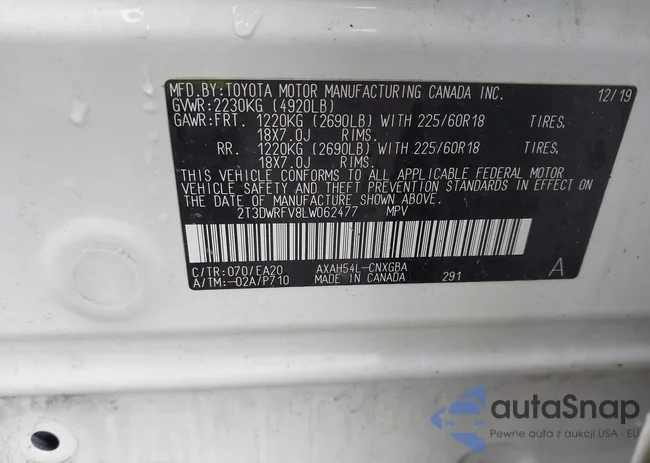 MFD.BY:TOYOTA MOTOR MANUFACTURING CANADA INC. 12/19
GVWR:2230KG (4920LB)
GAWR:FRT. 1220KG (2690LB) WITH 225/60R18 TIRES,
18X7.0J RIMS.
RR. 1220KG (2690LB) WITH 225/60R18 TIRES,
18X7.0J RIMS.
THIS VEHICLE CONFORMS TO ALL APPLICABLE FEDERAL MOTOR
VEHICLE SAFETY AND THEFT PREVENTION STANDARDS IN EFFECT ON
THE DATE OF MANUFACTURE SHOWN ABOVE.
2T3DWRFV8LW062477 MPV
C/TR:070/EA20 AXAH54L-CNXGBA A
A/TM:-02A/P710 MADE IN CANADA 291
autaSnap
Pewne auta z aukcji USA i EU